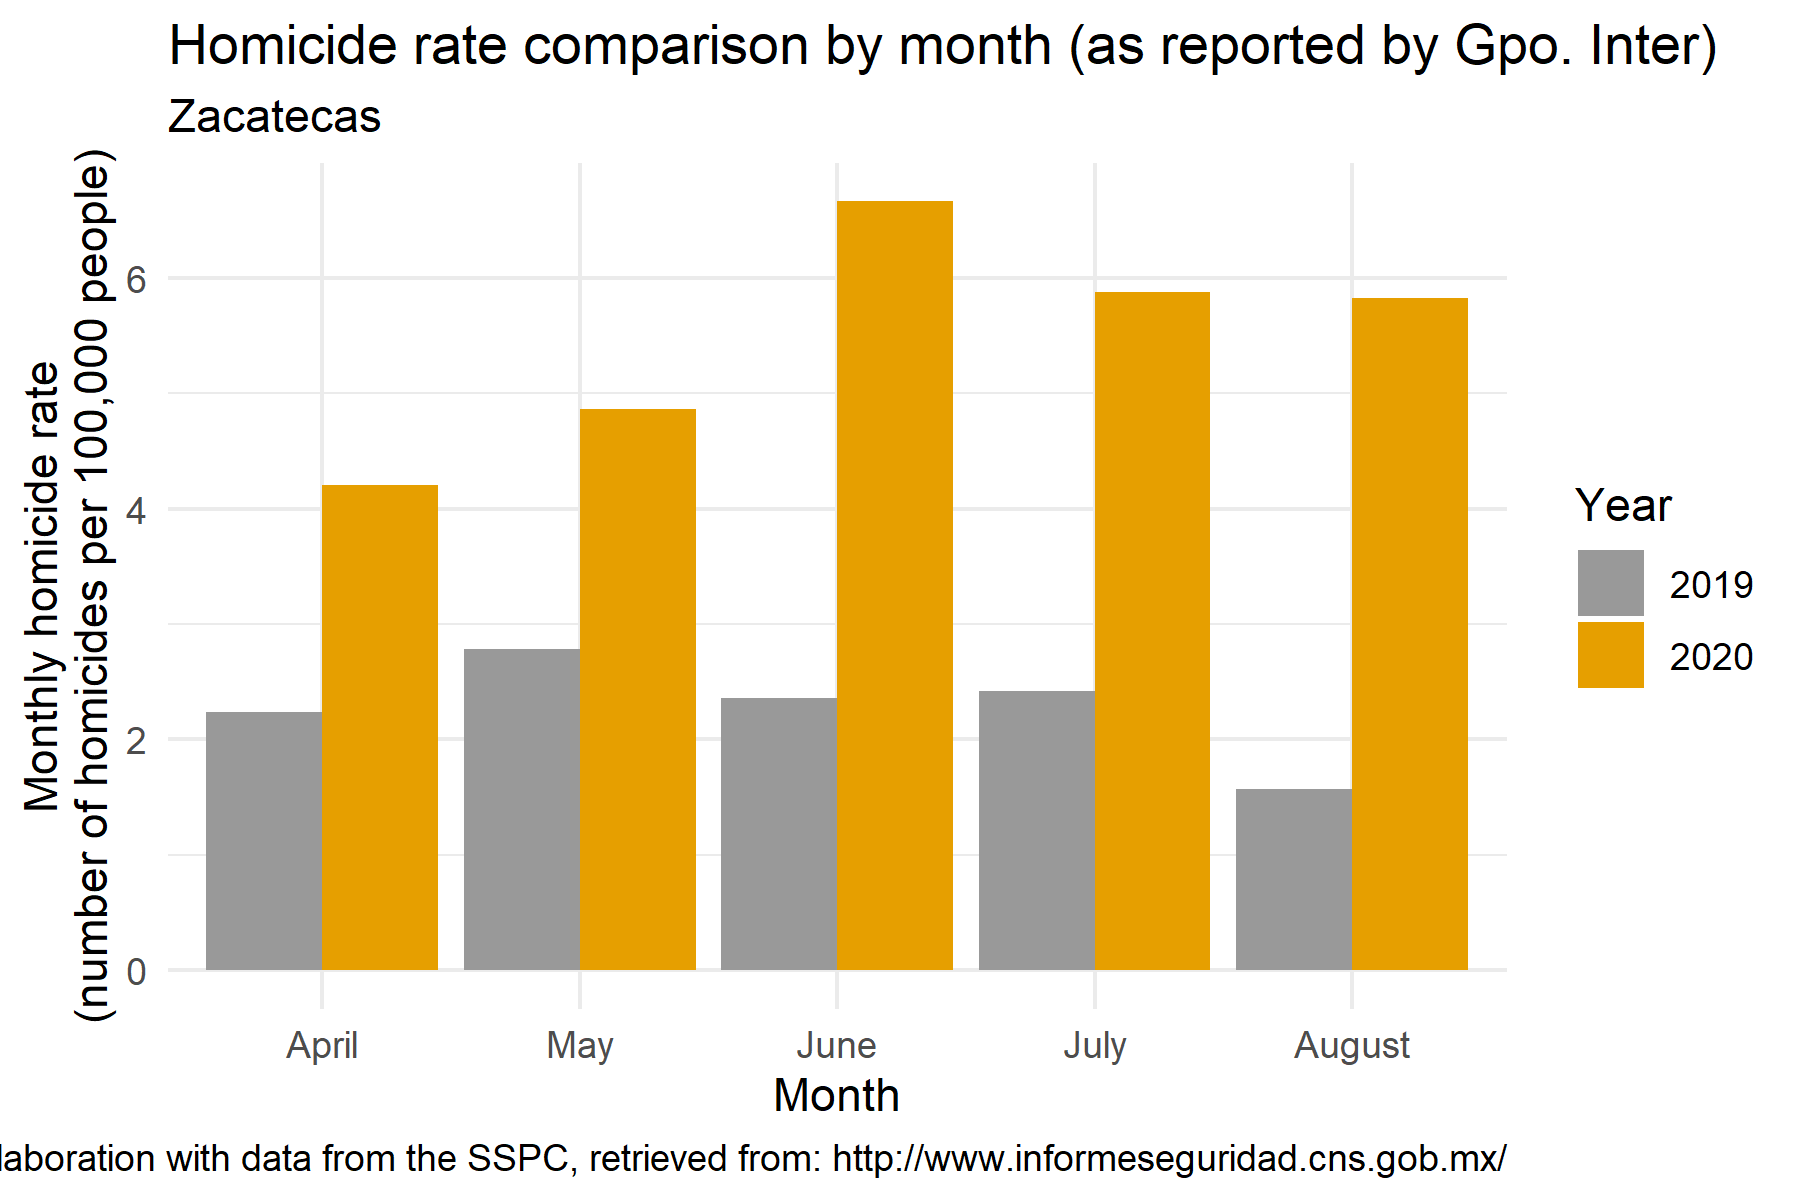 Homicide rate comparison by month (as reported by Gpo. Inter)
Zacatecas
Monthly homicide rate
(number of homicides per 100,000 people)
6
4
2
0
April May June July August
Month
Year
2019
2020
laboration with data from the SSPC, retrieved from: http://www.informeseguridad.cns.gob.mx/